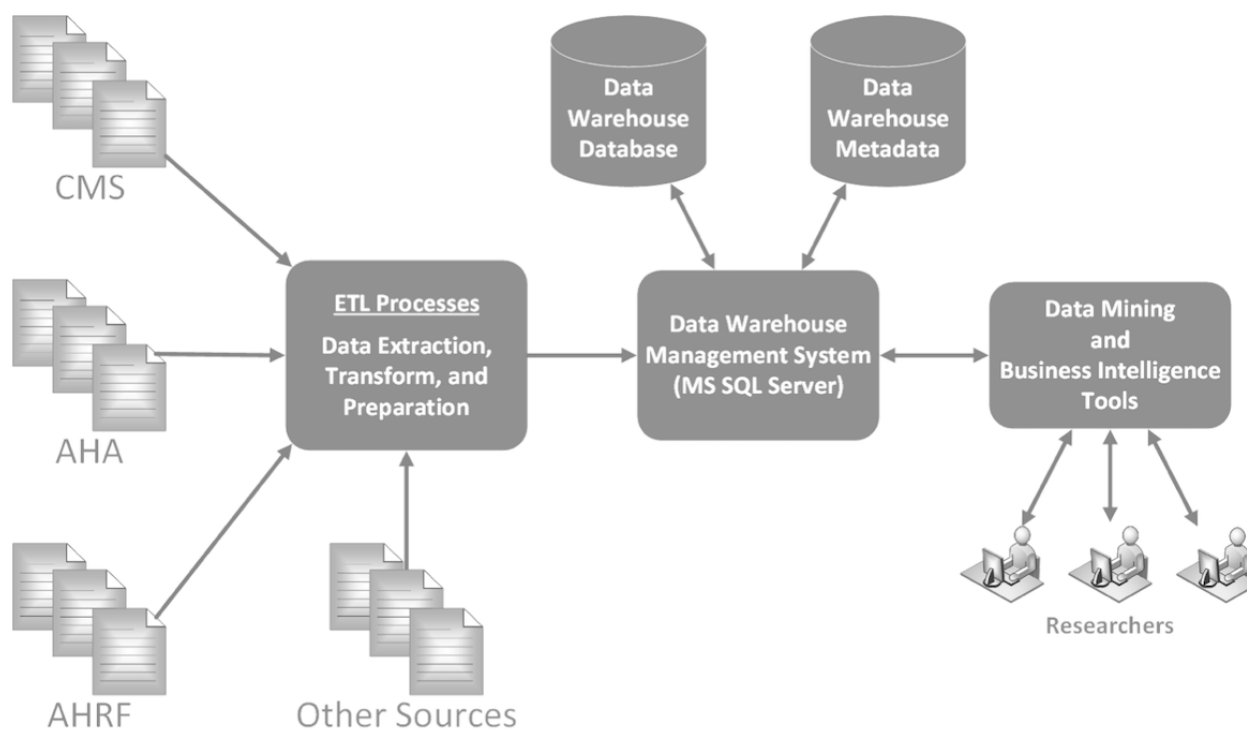 CMS
AHA
AHRF
Other Sources
ETL Processes
Data Extraction,
Transform, and
Preparation
Data
Warehouse
Database
Data
Warehouse
Metadata
Data Warehouse
Management System
(MS SQL Server)
Data Mining
and
Business Intelligence
Tools
Researchers